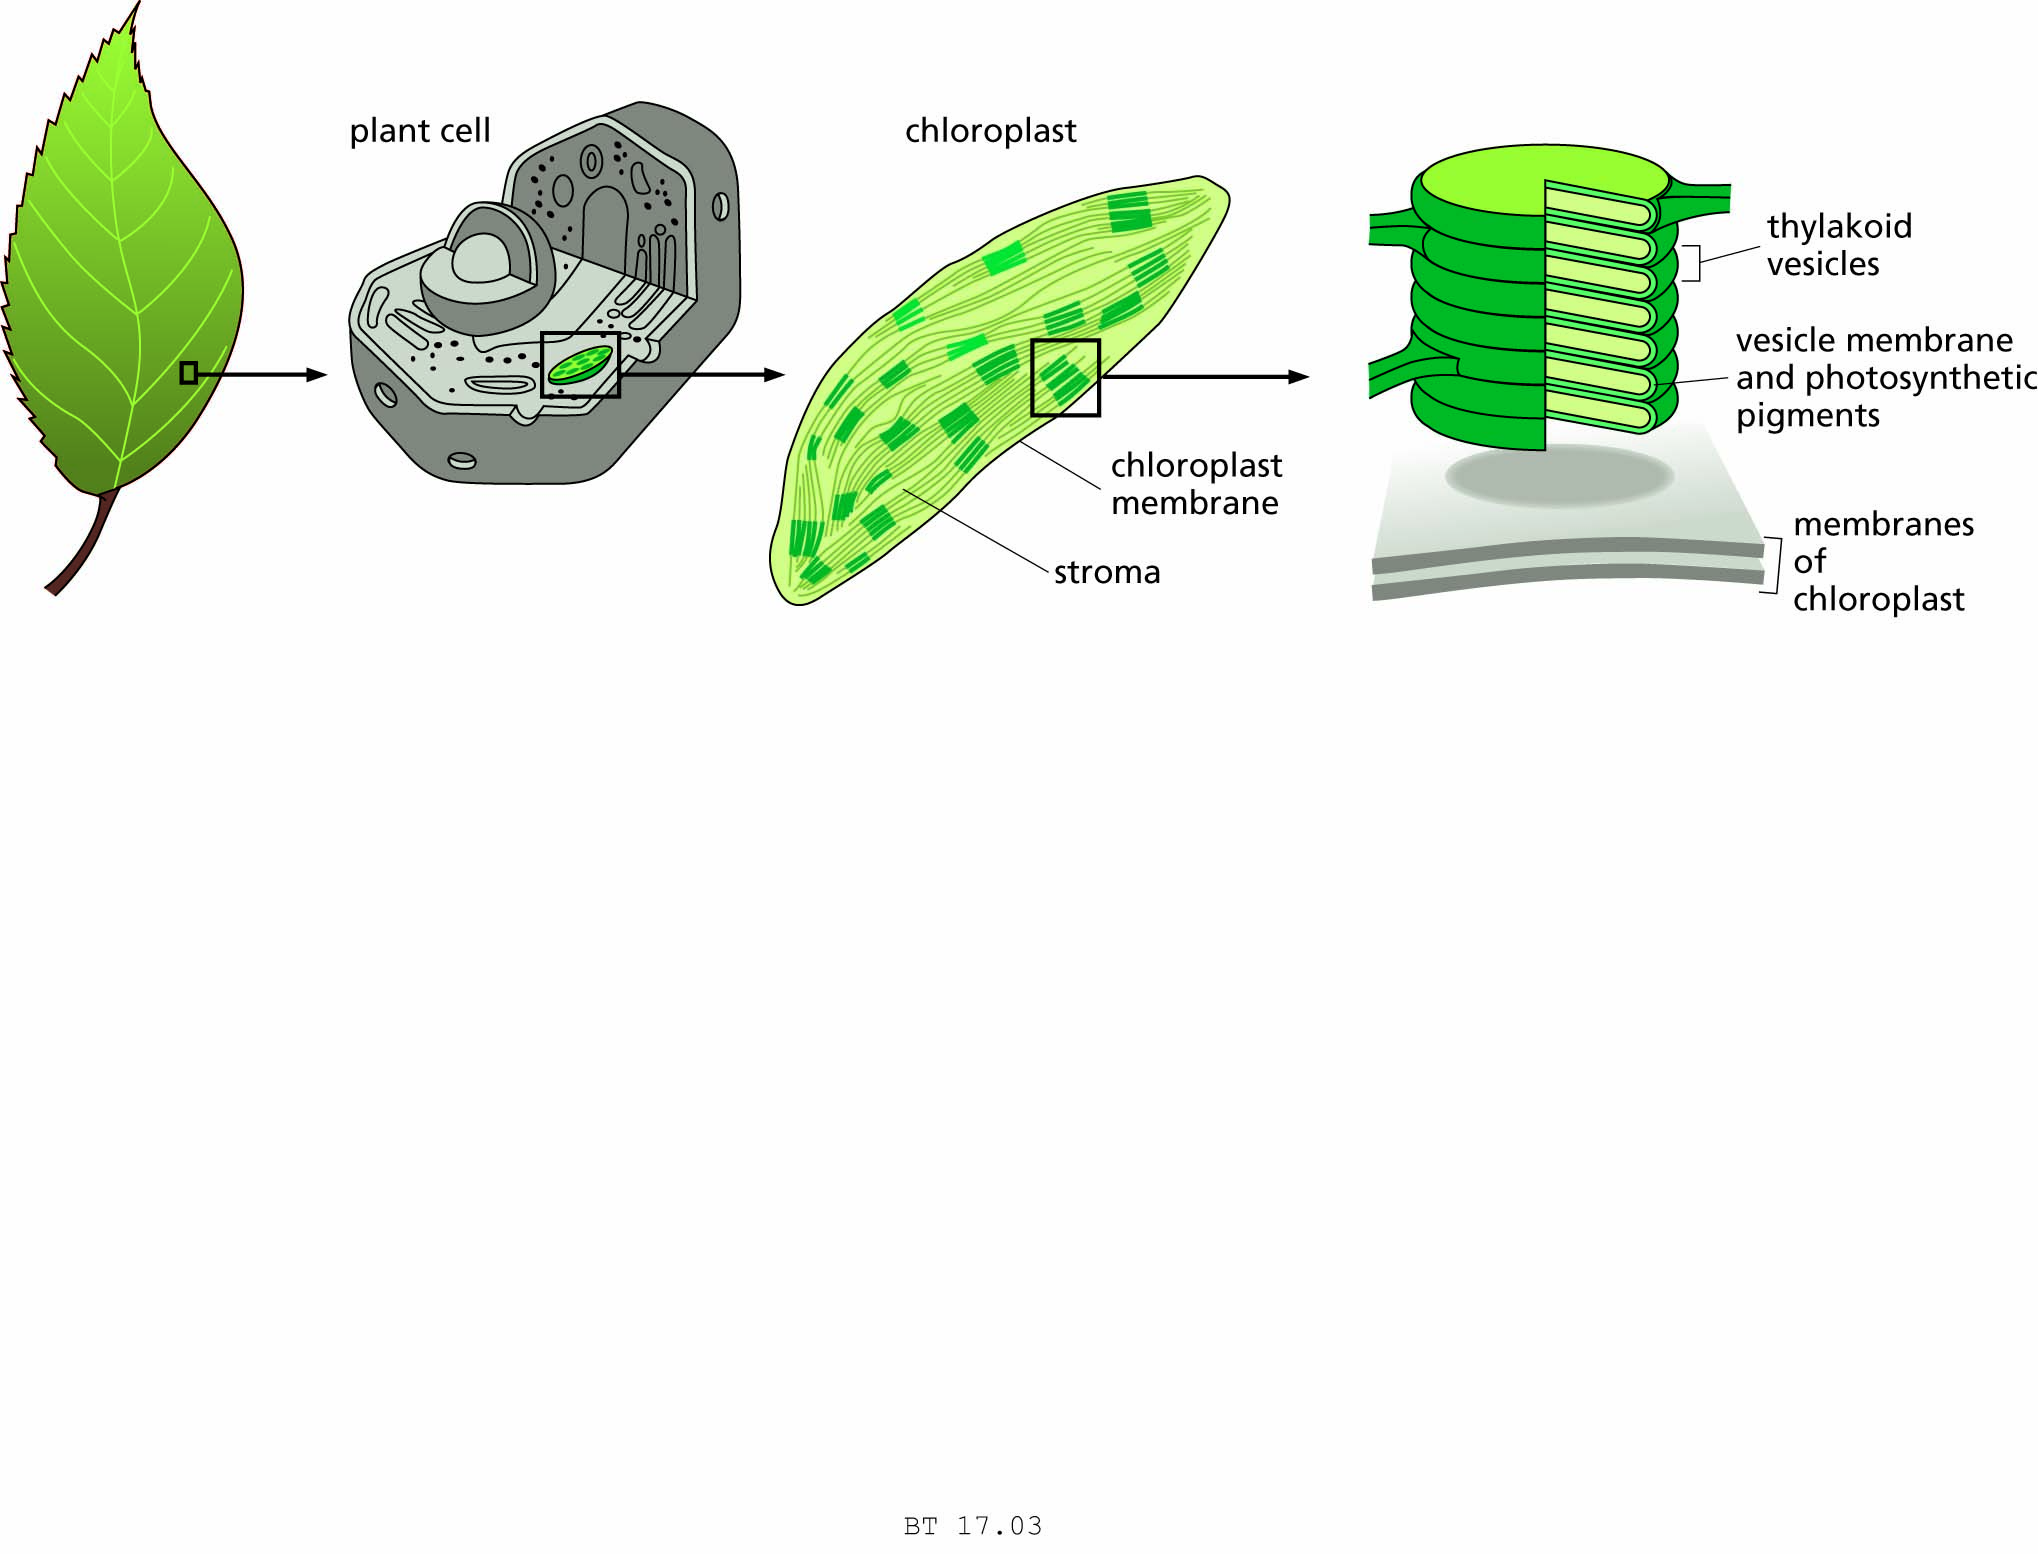 plant cell
chloroplast
thylakoid
vesicles
vesicle membrane
and photosynthetic
pigments
chloroplast
membrane
stroma
membranes
of
chloroplast
BT 17.03